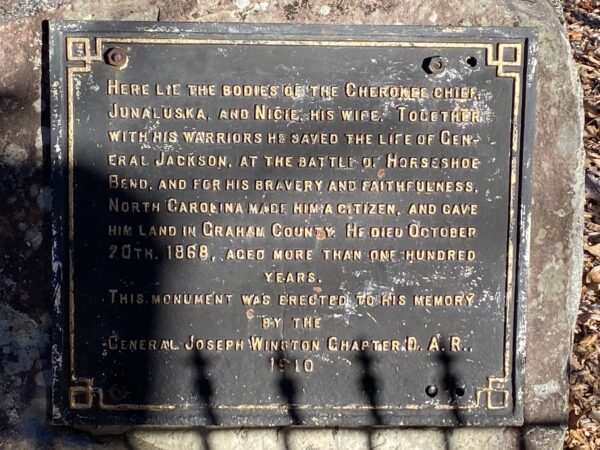 Here lie the bodies of the Cherokee chief,
Junaluska, and Nicie, his wife. Together
with his warriors he saved the life of Gen-
eral Jackson, at the battle of Horseshoe
Bend, and for his bravery and faithfulness,
North Carolina made him a citizen, and gave
him land in Graham County. He died October
20th, 1868, aged more than one hundred
years.
This monument was erected to his memory
by the
General Joseph Winston Chapter D. A. R.,
1910